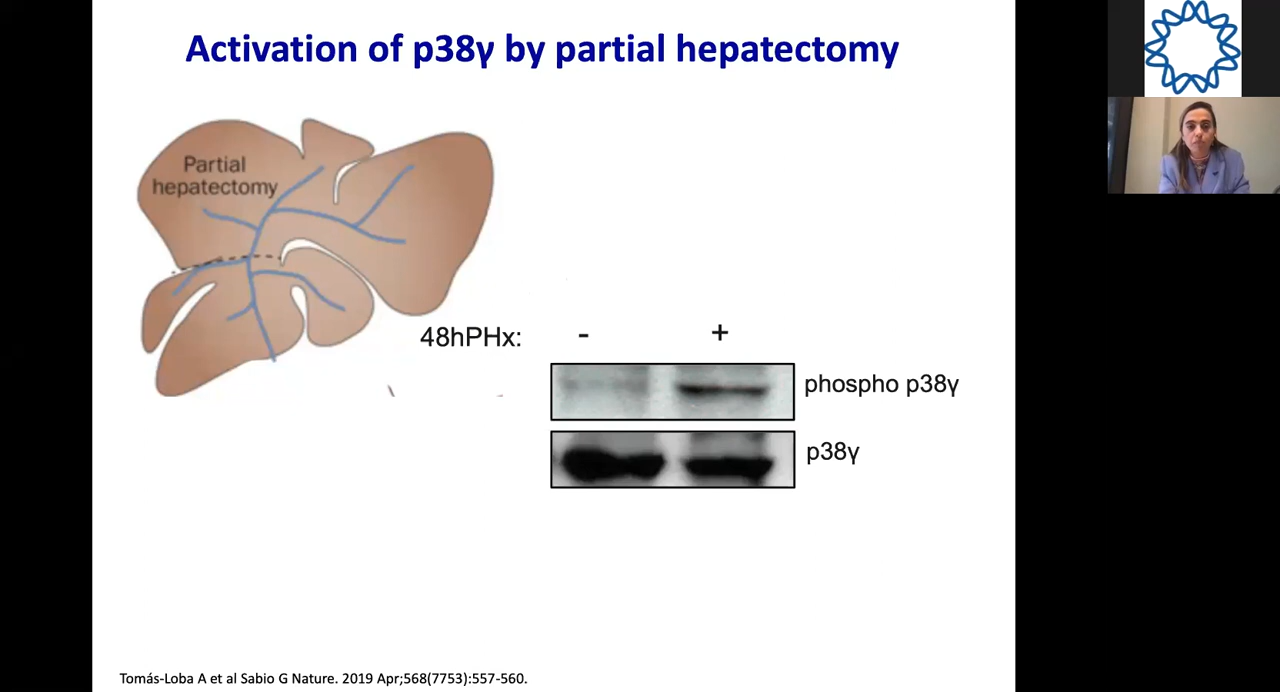 Activation of p38γ by partial hepatectomy
Partial
hepatectomy
48hPHx: - +
phospho p38γ
p38γ
Tomás-Loba A et al Sabio G Nature. 2019 Apr;568(7753):557-560.